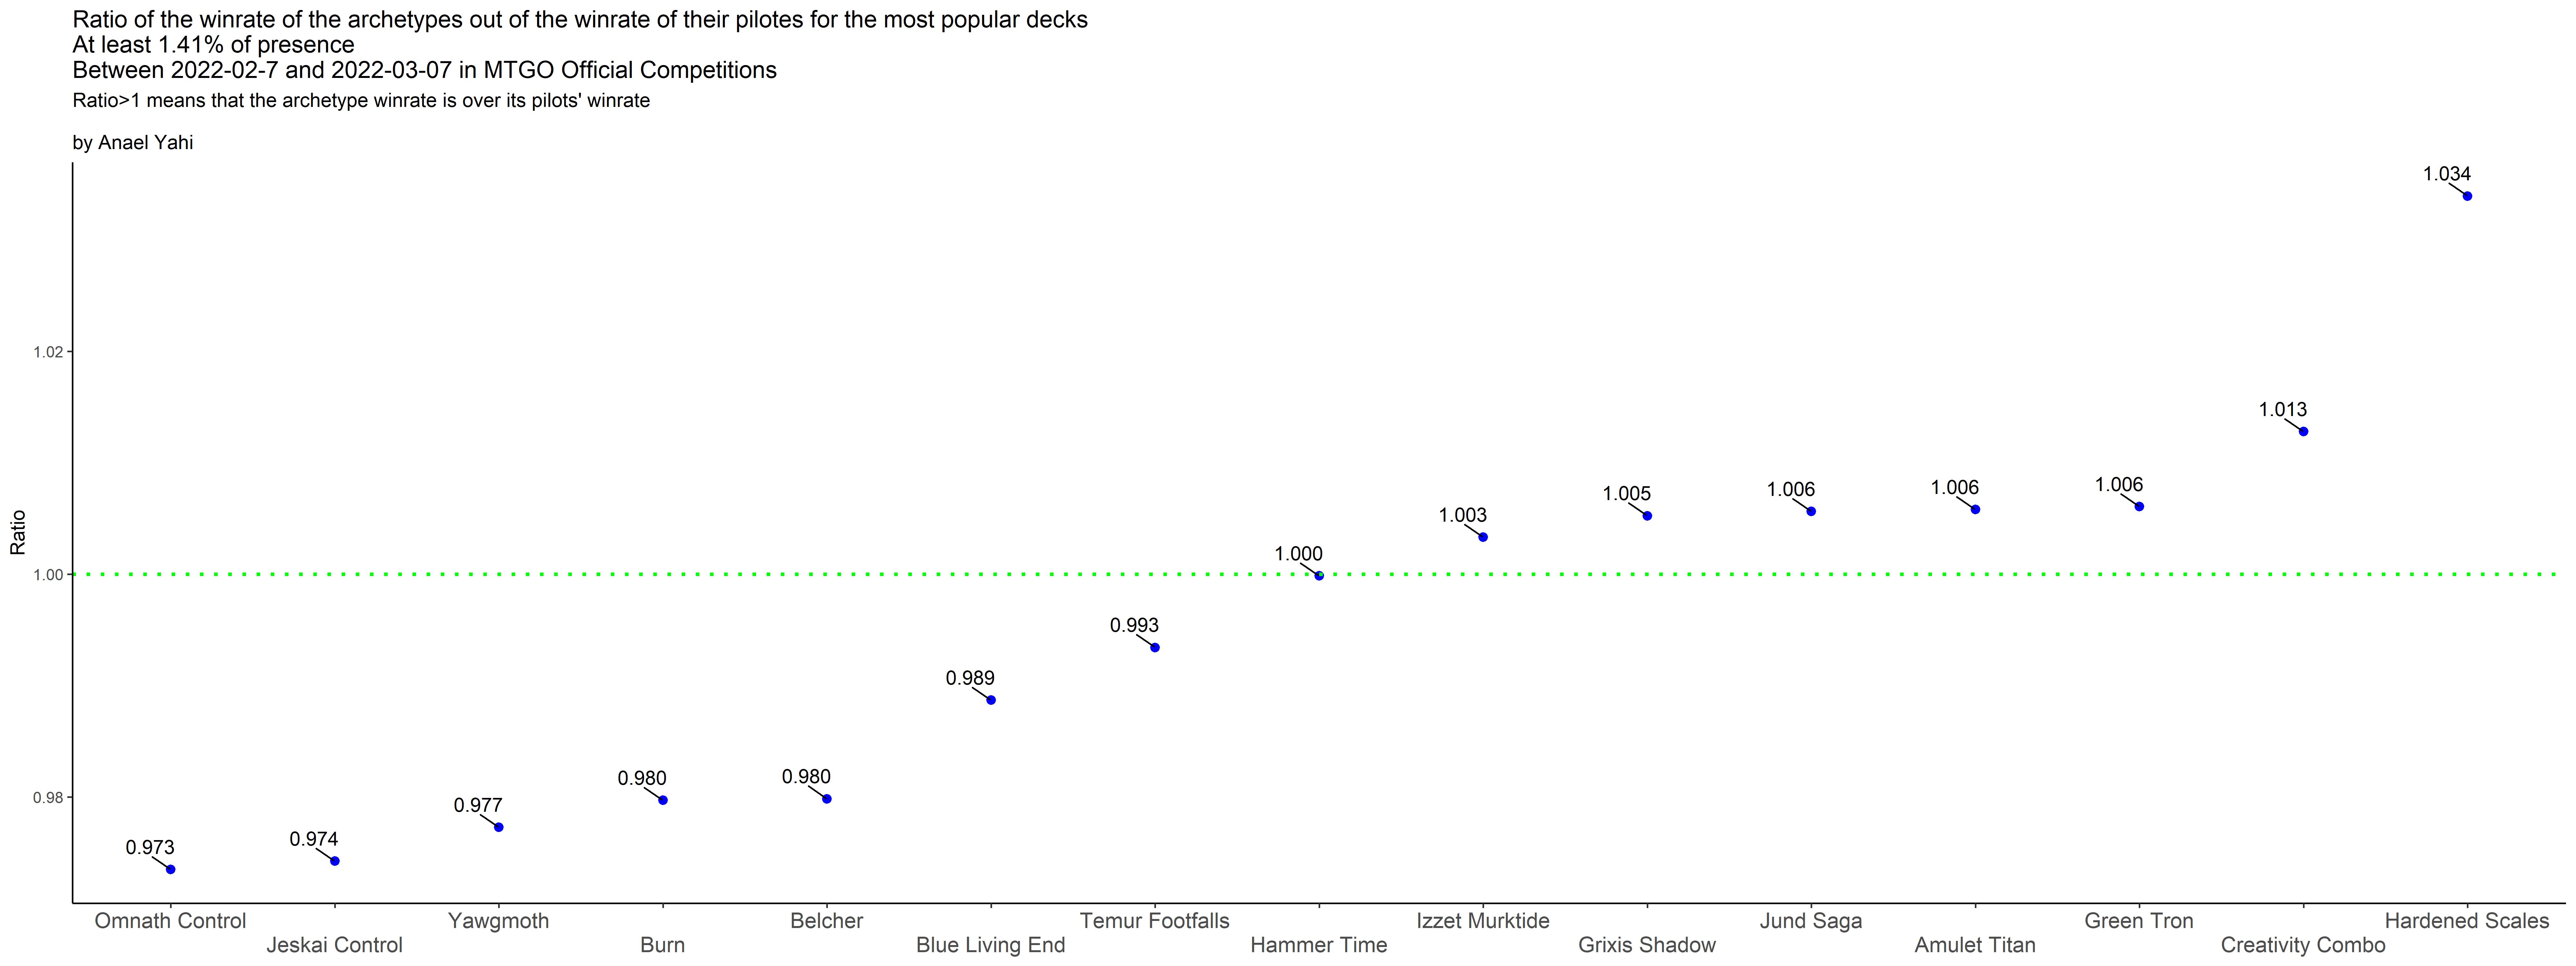 Ratio of the winrate of the archetypes out of the winrate of their pilotes for the most popular decks
At least 1.41% of presence
Between 2022-02-7 and 2022-03-07 in MTGO Official Competitions
Ratio>1 means that the archetype winrate is over its pilots' winrate
by Anael Yahi
Ratio
1.02
1.00
0.98
0.973
0.974
0.977
0.980
0.980
0.989
0.993
1.000
1.003
1.005
1.006
1.006
1.006
1.013
1.034
Omnath Control
Jeskai Control
Yawgmoth
Burn
Belcher
Blue Living End
Temur Footfalls
Hammer Time
Izzet Murktide
Grixis Shadow
Jund Saga
Amulet Titan
Green Tron
Creativity Combo
Hardened Scales